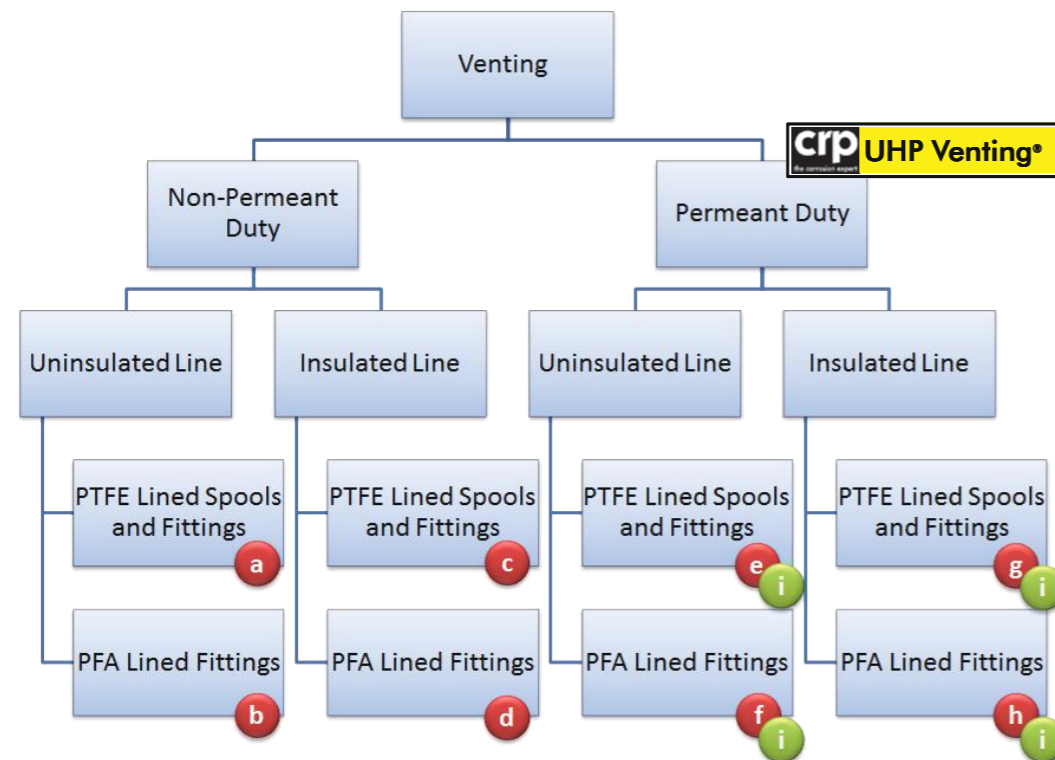 Venting
crp
the corrosion expert
UHP Venting®
Non-Permeant
Duty
Permeant Duty
Uninsulated Line
Insulated Line
Uninsulated Line
Insulated Line
PTFE Lined Spools
and Fittings
a
PTFE Lined Spools
and Fittings
c
PTFE Lined Spools
and Fittings
e
i
PTFE Lined Spools
and Fittings
g
i
PFA Lined Fittings
b
PFA Lined Fittings
d
PFA Lined Fittings
f
i
PFA Lined Fittings
h
i